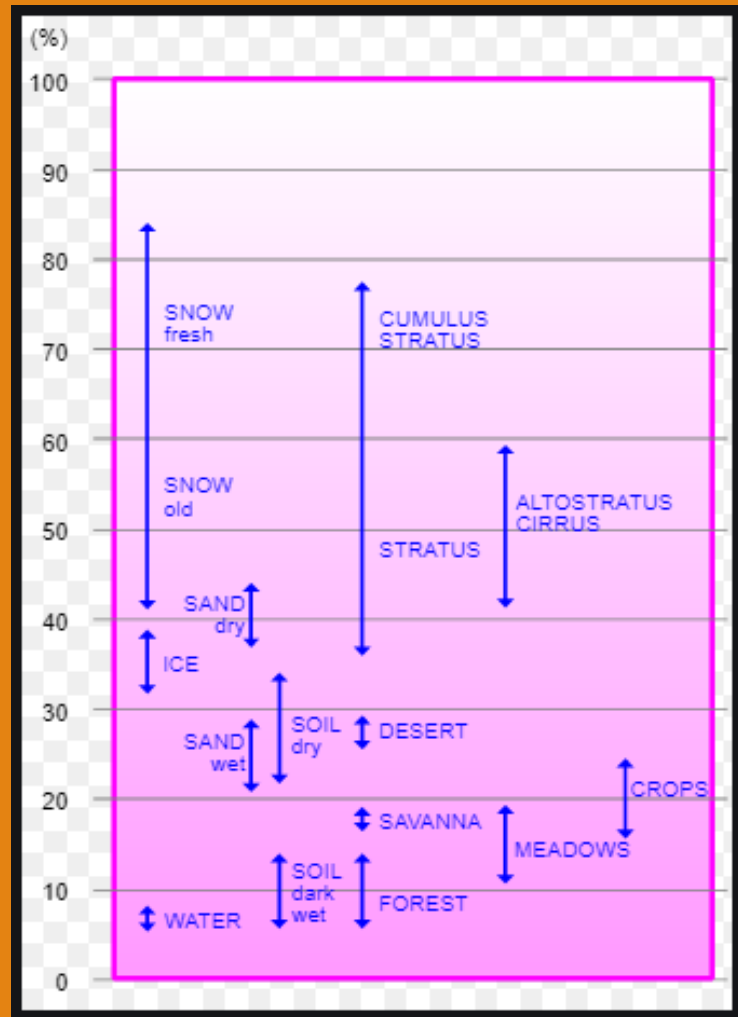 (%)
100
90
80
SNOW
fresh
CUMULUS
STRATUS
70
60
SNOW
old
ALTOSTRATUS
CIRRUS
50
STRATUS
SAND
dry
40
ICE
30
SOIL
dry
DESERT
SAND
wet
CROPS
20
SAVANNA
MEADOWS
SOIL
dark
wet
10
FOREST
WATER
0